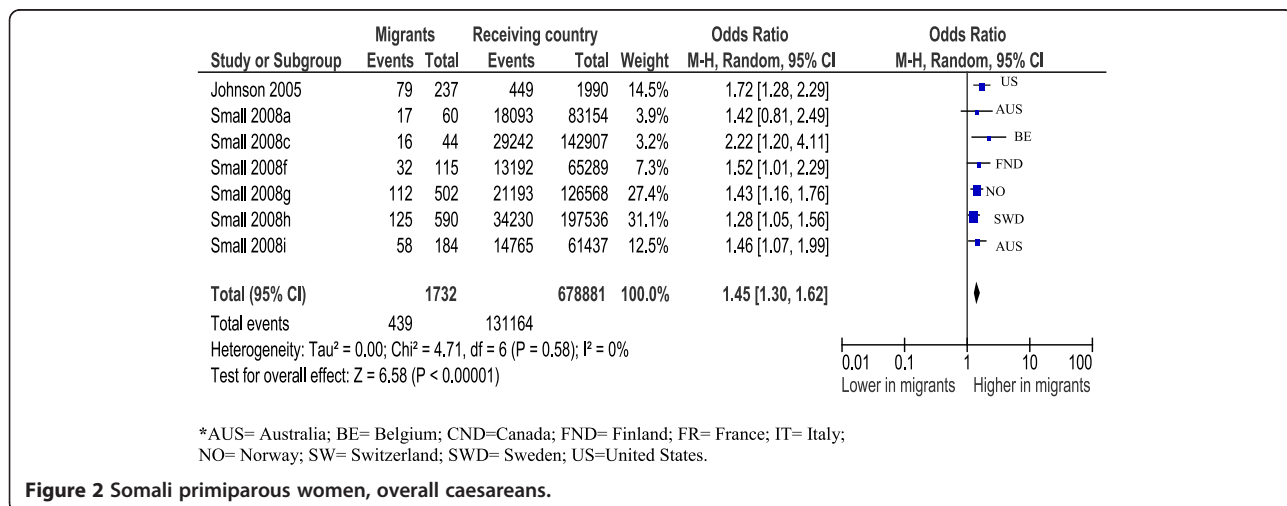 Migrants Receiving country Odds Ratio Odds Ratio
Study or Subgroup Events Total Events Total Weight M-H, Random, 95% CI M-H, Random, 95% CI
Johnson 2005 79 237 449 1990 14.5% 1.72 [1.28, 2.29] US
Small 2008a 17 60 18093 83154 3.9% 1.42 [0.81, 2.49] AUS
Small 2008c 16 44 29242 142907 3.2% 2.22 [1.20, 4.11] BE
Small 2008f 32 115 13192 65289 7.3% 1.52 [1.01, 2.29] FND
Small 2008g 112 502 21193 126568 27.4% 1.43 [1.16, 1.76] NO
Small 2008h 125 590 34230 197536 31.1% 1.28 [1.05, 1.56] SWD
Small 2008i 58 184 14765 61437 12.5% 1.46 [1.07, 1.99] AUS
Total (95% CI) 1732 678881 100.0% 1.45 [1.30, 1.62]
Total events 439 131164
Heterogeneity: Tau² = 0.00; Chi² = 4.71, df = 6 (P = 0.58); I² = 0%
Test for overall effect: Z = 6.58 (P < 0.00001)
0.01 0.1 1 10 100
Lower in migrants Higher in migrants
*AUS= Australia; BE= Belgium; CND=Canada; FND= Finland; FR= France; IT= Italy;
NO= Norway; SW= Switzerland; SWD= Sweden; US=United States.
Figure 2 Somali primiparous women, overall caesareans.